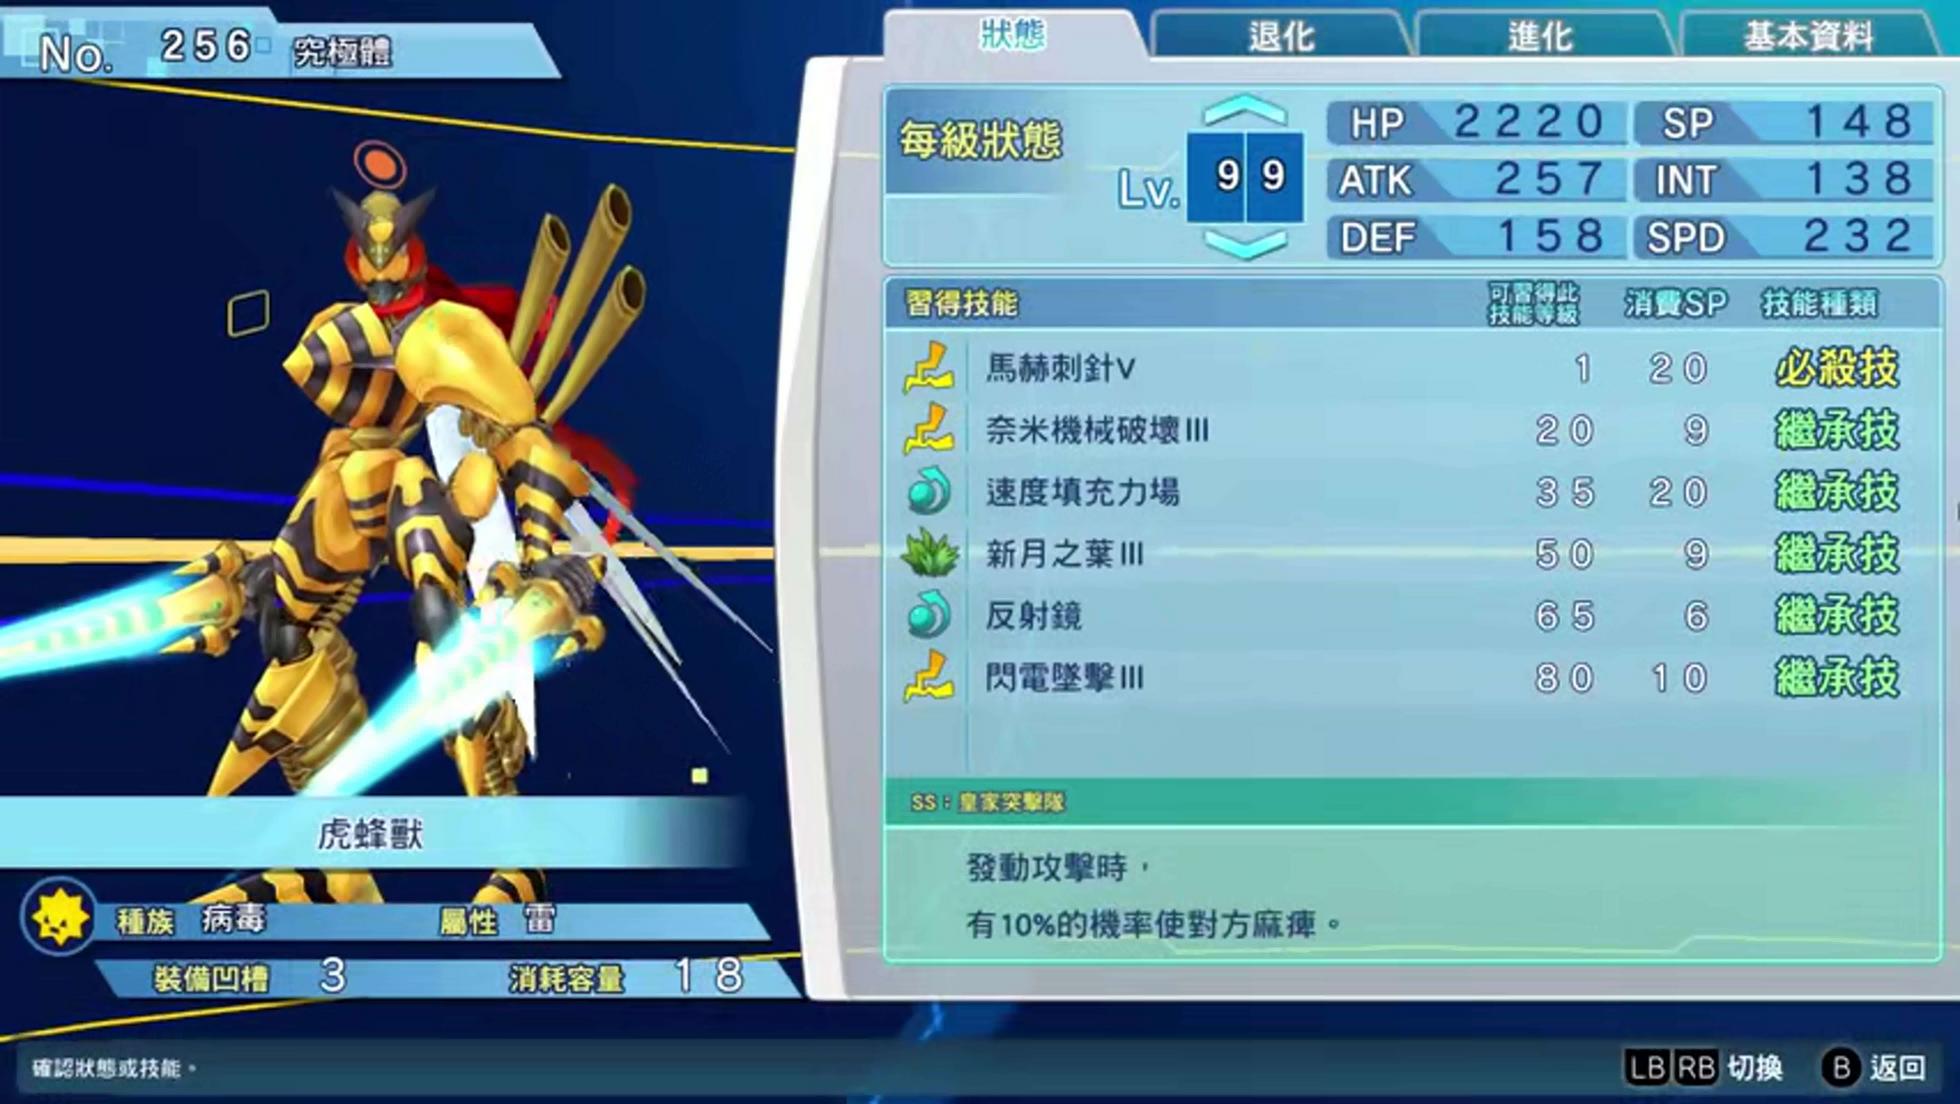 No. 256 究極體
狀態 退化 進化 基本資料
每級狀態 Lv. 99
HP 2220 SP 148
ATK 257 INT 138
DEF 158 SPD 232
習得技能 可習得此技能等級 消費SP 技能種類
馬赫刺針V 1 20 必殺技
奈米機械破壞III 20 9 繼承技
速度填充力場 35 20 繼承技
新月之葉III 50 9 繼承技
反射鏡 65 6 繼承技
閃電墜擊III 80 10 繼承技
SS：皇家突擊隊
發動攻擊時，
有10%的機率使對方麻痺。
虎蜂獸
種族 病毒 屬性 雷
裝備凹槽 3 消耗容量 18
確認狀態或技能。
LB RB 切換 B 返回